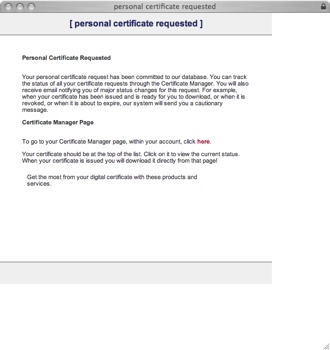 personal certificate requested
[ personal certificate requested ]
Personal Certificate Requested
Your personal certificate request has been committed to our database. You can track
the status of all your certificate requests through the Certificate Manager. You will also
receive email notifying you of major status changes for this request. For example,
when your certificate has been issued and is ready for you to download, or when it is
revoked, or when it is about to expire, our system will send you a cautionary
message.
Certificate Manager Page
To go to your Certificate Manager page, within your account, click here.
Your certificate should be at the top of the list. Click on it to view the current status.
When your certificate is issued you will download it directly from that page!
Get the most from your digital certificate with these products and
services.